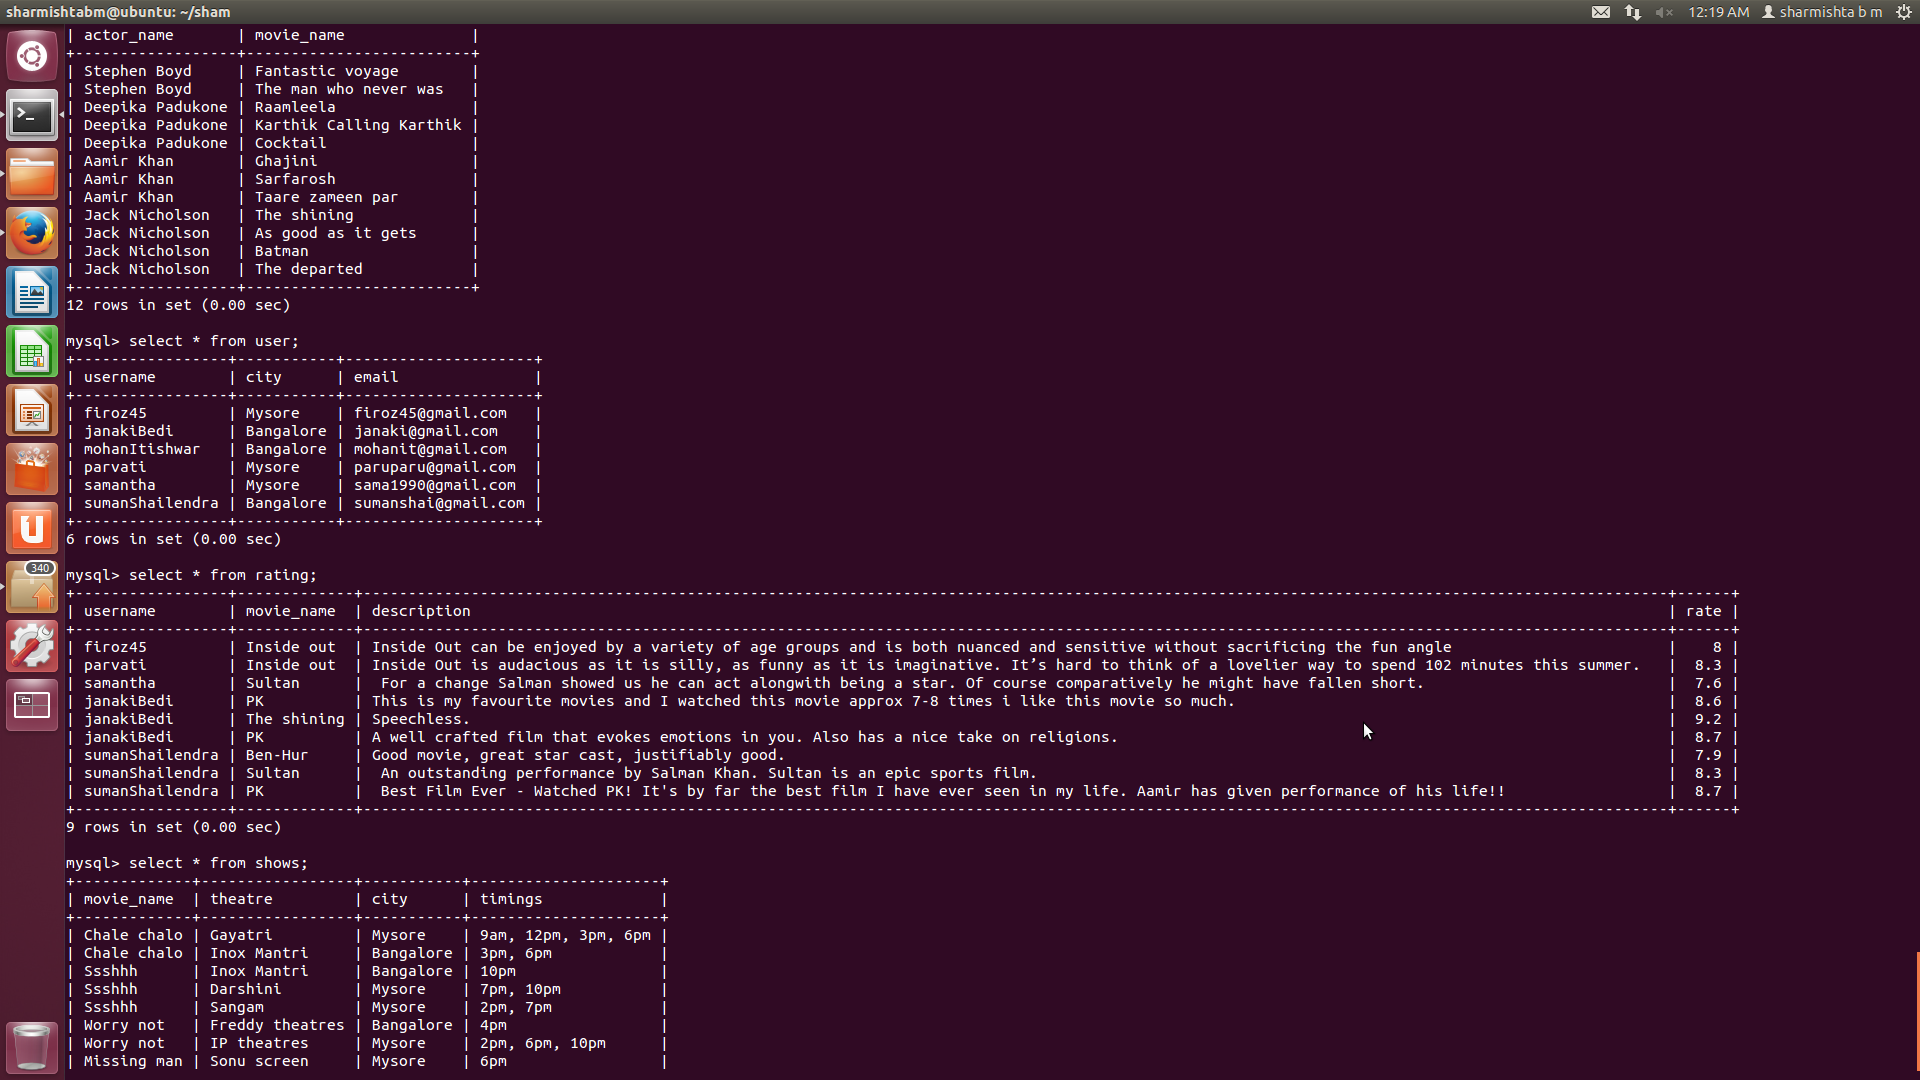 sharmishtabm@ubuntu: ~/sham
12:19 AM sharmishta b m
| actor_name       | movie_name              |
+------------------+-------------------------+
| Stephen Boyd     | Fantastic voyage        |
| Stephen Boyd     | The man who never was   |
| Deepika Padukone | Raamleela               |
| Deepika Padukone | Karthik Calling Karthik |
| Deepika Padukone | Cocktail                |
| Aamir Khan       | Ghajini                 |
| Aamir Khan       | Sarfarosh               |
| Aamir Khan       | Taare zameen par        |
| Jack Nicholson   | The shining             |
| Jack Nicholson   | As good as it gets      |
| Jack Nicholson   | Batman                  |
| Jack Nicholson   | The departed            |
+------------------+-------------------------+
12 rows in set (0.00 sec)
mysql> select * from user;
+-----------------+-----------+---------------------+
| username        | city      | email               |
+-----------------+-----------+---------------------+
| firoz45         | Mysore    | firoz45@gmail.com   |
| janakiBedi      | Bangalore | janaki@gmail.com    |
| mohanItishwar   | Bangalore | mohanit@gmail.com   |
| parvati         | Mysore    | paruparu@gmail.com  |
| samantha        | Mysore    | sama1990@gmail.com  |
| sumanShailendra | Bangalore | sumanshai@gmail.com |
+-----------------+-----------+---------------------+
6 rows in set (0.00 sec)
mysql> select * from rating;
| username        | movie_name  | description | rate |
| firoz45         | Inside out  | Inside Out can be enjoyed by a variety of age groups and is both nuanced and sensitive without sacrificing the fun angle |    8 |
| parvati         | Inside out  | Inside Out is audacious as it is silly, as funny as it is imaginative. It’s hard to think of a lovelier way to spend 102 minutes this summer. |  8.3 |
| samantha        | Sultan      |  For a change Salman showed us he can act alongwith being a star. Of course comparatively he might have fallen short. |  7.6 |
| janakiBedi      | PK          | This is my favourite movies and I watched this movie approx 7-8 times i like this movie so much. |  8.6 |
| janakiBedi      | The shining | Speechless. |  9.2 |
| janakiBedi      | PK          | A well crafted film that evokes emotions in you. Also has a nice take on religions. |  8.7 |
| sumanShailendra | Ben-Hur     | Good movie, great star cast, justifiably good. |  7.9 |
| sumanShailendra | Sultan      |  An outstanding performance by Salman Khan. Sultan is an epic sports film. |  8.3 |
| sumanShailendra | PK          |  Best Film Ever - Watched PK! It's by far the best film I have ever seen in my life. Aamir has given performance of his life!! |  8.7 |
9 rows in set (0.00 sec)
340
mysql> select * from shows;
+-------------+-----------------+-----------+---------------------+
| movie_name  | theatre         | city      | timings             |
+-------------+-----------------+-----------+---------------------+
| Chale chalo | Gayatri         | Mysore    | 9am, 12pm, 3pm, 6pm |
| Chale chalo | Inox Mantri     | Bangalore | 3pm, 6pm            |
| Ssshhh      | Inox Mantri     | Bangalore | 10pm                |
| Ssshhh      | Darshini        | Mysore    | 7pm, 10pm           |
| Ssshhh      | Sangam          | Mysore    | 2pm, 7pm            |
| Worry not   | Freddy theatres | Bangalore | 4pm                 |
| Worry not   | IP theatres     | Mysore    | 2pm, 6pm, 10pm      |
| Missing man | Sonu screen     | Mysore    | 6pm                 |